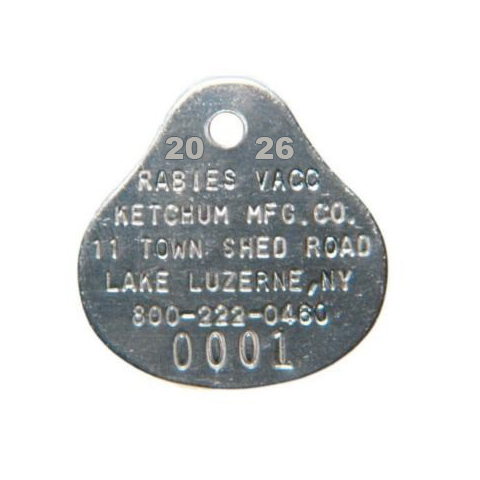 20 26
RABIES VACC
KETCHUM MFG.CO.
11 TOWN SHED ROAD
LAKE LUZERNE,NY
800-222-0460
0001